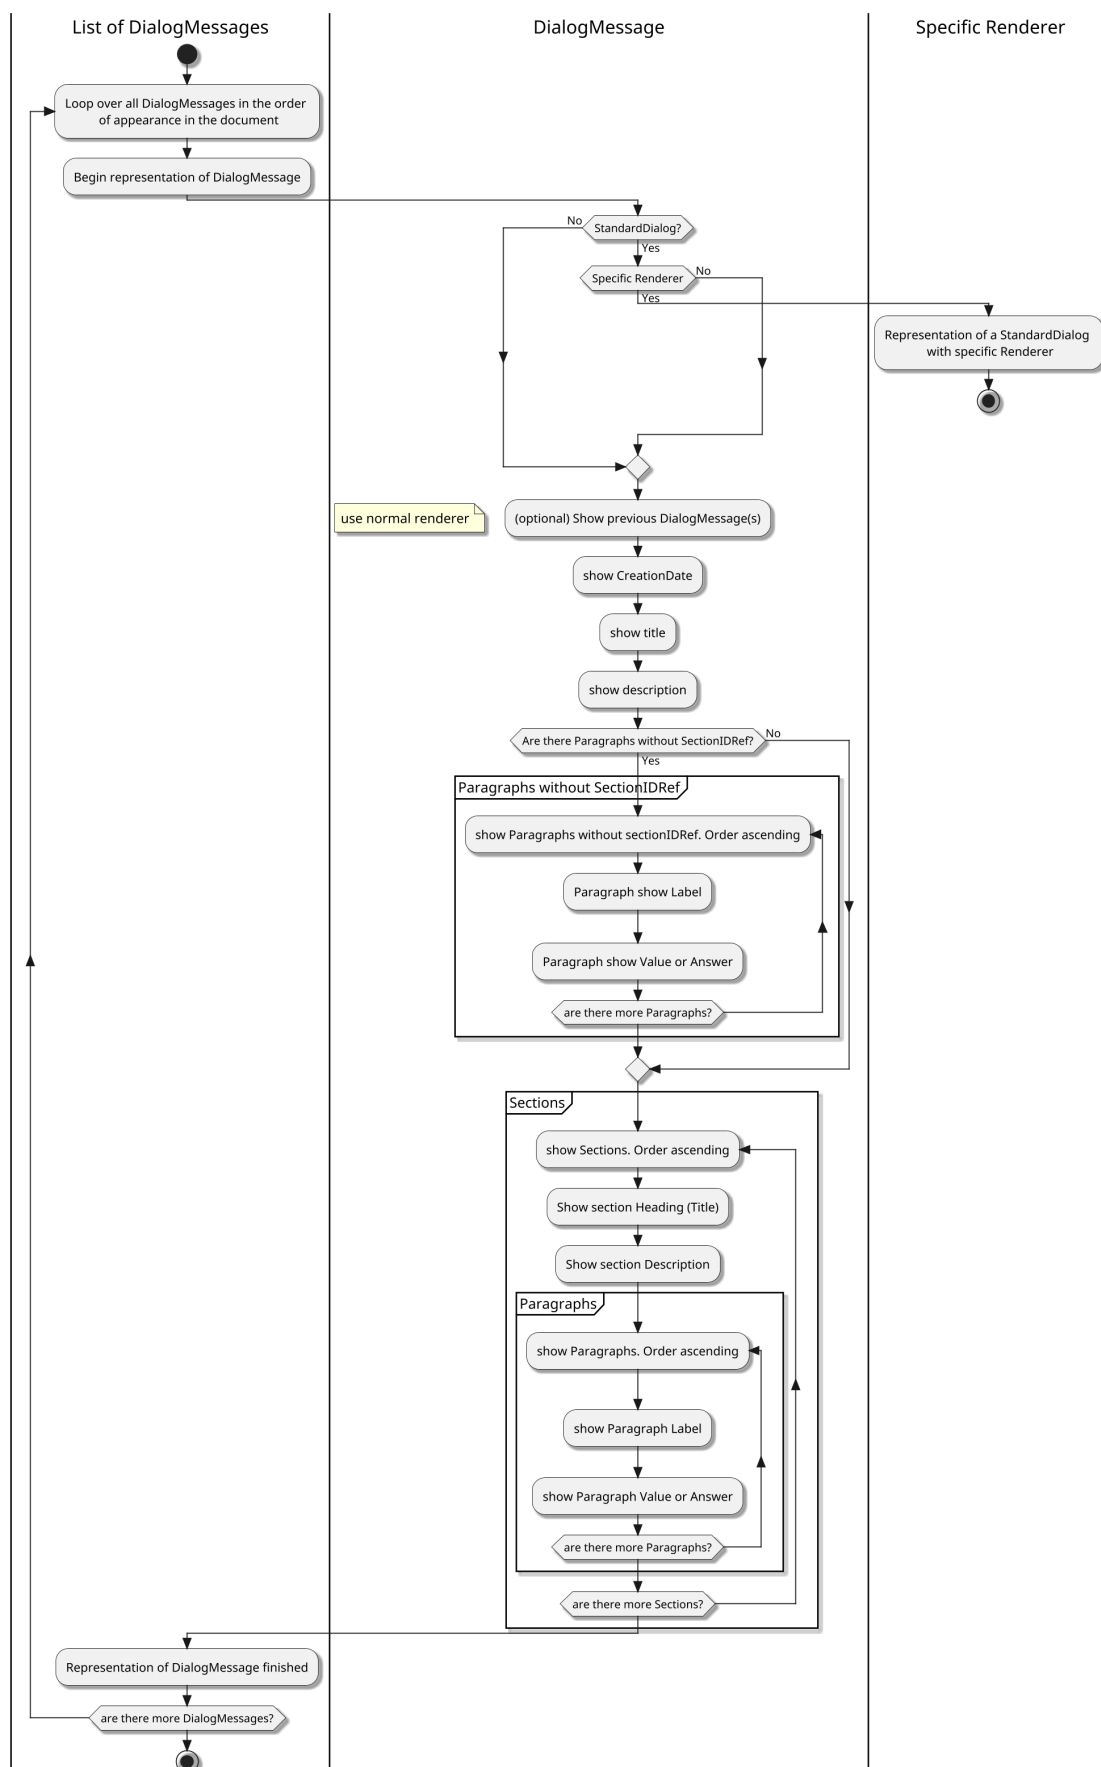 List of DialogMessages
DialogMessage
Specific Renderer
Loop over all DialogMessages in the order
of appearance in the document
Begin representation of DialogMessage
No
StandardDialog?
Yes
Specific Renderer
No
Yes
Representation of a StandardDialog
with specific Renderer
use normal renderer
(optional) Show previous DialogMessage(s)
show CreationDate
show title
show description
Are there Paragraphs without SectionIDRef?
No
Yes
Paragraphs without SectionIDRef
show Paragraphs without sectionIDRef. Order ascending
Paragraph show Label
Paragraph show Value or Answer
are there more Paragraphs?
Sections
show Sections. Order ascending
Show section Heading (Title)
Show section Description
Paragraphs
show Paragraphs. Order ascending
show Paragraph Label
show Paragraph Value or Answer
are there more Paragraphs?
are there more Sections?
Representation of DialogMessage finished
are there more DialogMessages?